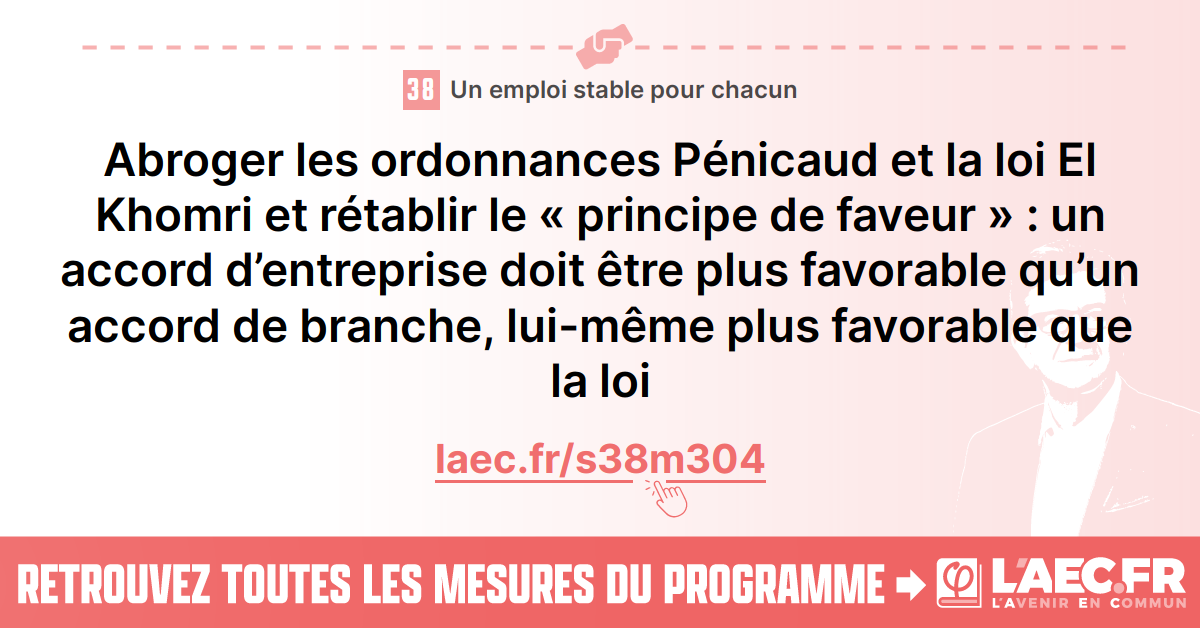 38 Un emploi stable pour chacun
Abroger les ordonnances Pénicaud et la loi El
Khomri et rétablir le « principe de faveur » : un
accord d’entreprise doit être plus favorable qu’un
accord de branche, lui-même plus favorable que
la loi
laec.fr/s38m304
RETROUVEZ TOUTES LES MESURES DU PROGRAMME
L'AEC.FR
L'AVENIR EN COMMUN